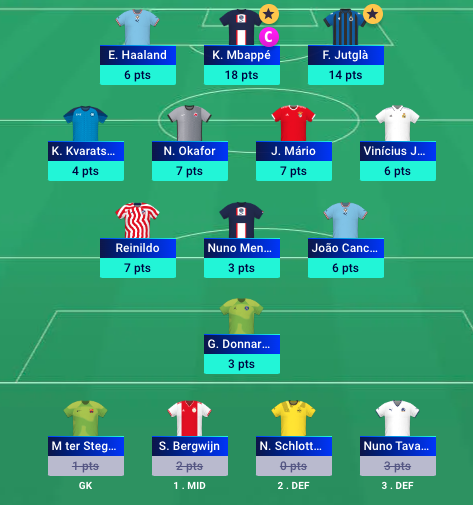 C
E. Haaland
6 pts
K. Mbappé
18 pts
F. Jutglà
14 pts
K. Kvarats...
4 pts
N. Okafor
7 pts
J. Mário
7 pts
Vinícius J...
6 pts
Reinildo
7 pts
Nuno Men...
3 pts
João Canc...
6 pts
G. Donnar...
3 pts
M ter Steg...
1 pts
GK
S. Bergwijn
2 pts
1 . MID
N. Schlott...
0 pts
2 . DEF
Nuno Tava...
3 pts
3 . DEF